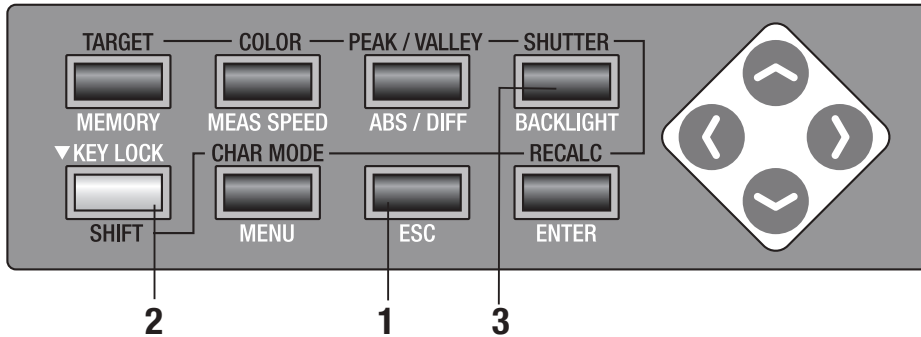 TARGET COLOR PEAK / VALLEY SHUTTER
MEMORY MEAS SPEED ABS / DIFF BACKLIGHT
▼KEY LOCK CHAR MODE RECALC
SHIFT MENU ESC ENTER
2 1 3